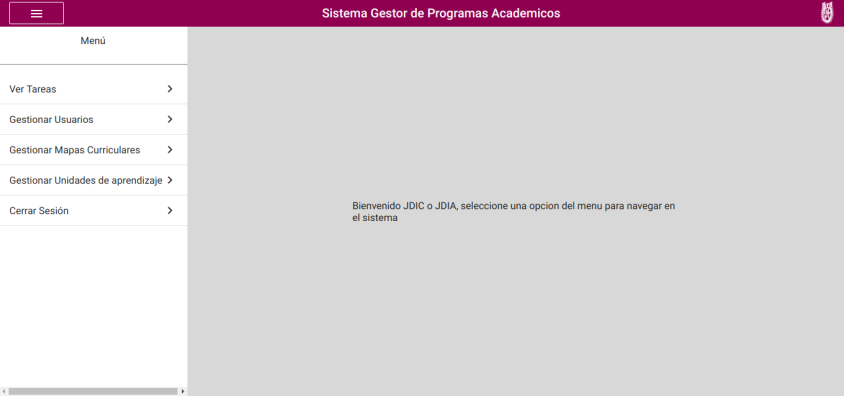 Sistema Gestor de Programas Academicos
Menú
Ver Tareas
Gestionar Usuarios
Gestionar Mapas Curriculares
Gestionar Unidades de aprendizaje
Cerrar Sesión
Bienvenido JDIC o JDIA, seleccione una opcion del menu para navegar en
el sistema